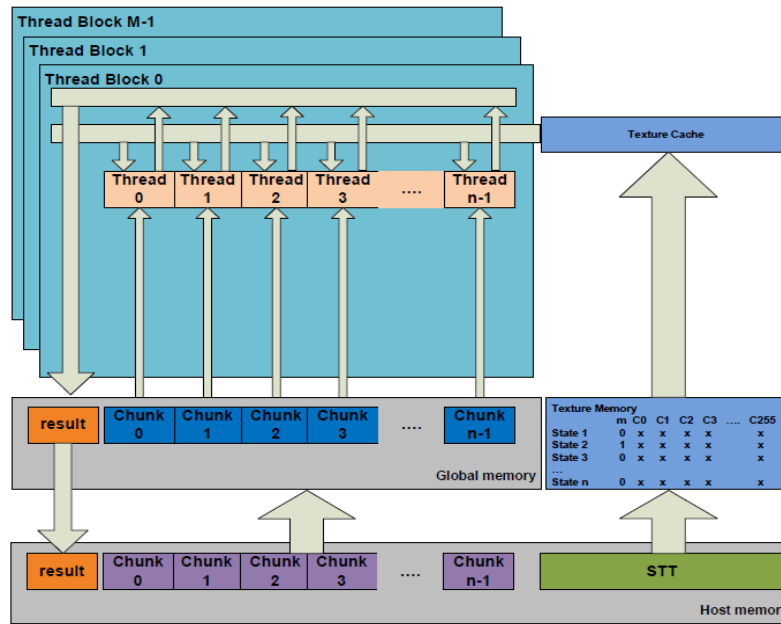 Thread Block M-1
Thread Block 1
Thread Block 0
Texture Cache
Thread Thread Thread Thread .... Thread
0 1 2 3 n-1
result
Chunk Chunk Chunk Chunk .... Chunk
0 1 2 3 n-1
Global memory
Texture Memory
m C0 C1 C2 C3 .... C255
State 1 0 x x x x x
State 2 1 x x x x x
State 3 0 x x x x x
...
State n 0 x x x x x
result
Chunk Chunk Chunk Chunk .... Chunk
0 1 2 3 n-1
STT
Host memory